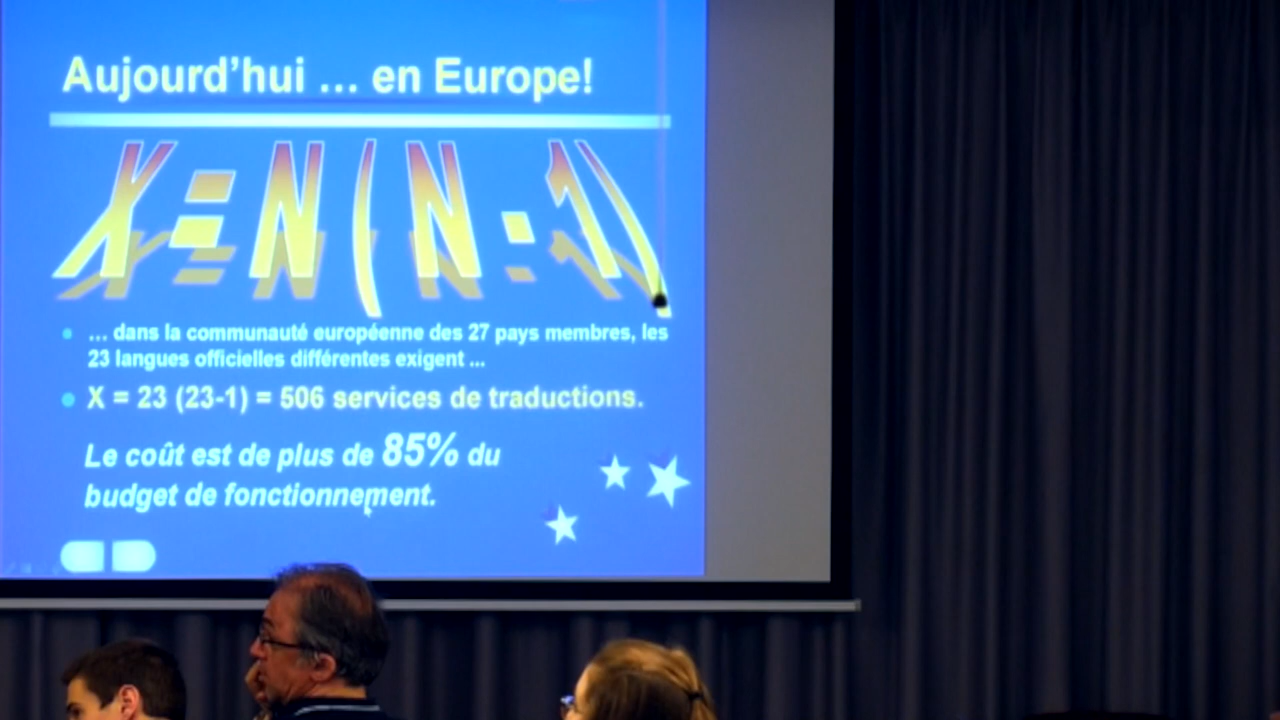 Aujourd’hui ... en Europe!
X = N ( N - 1)
... dans la communauté européenne des 27 pays membres, les
23 langues officielles différentes exigent ...
X = 23 (23-1) = 506 services de traductions.
Le coût est de plus de 85% du
budget de fonctionnement.